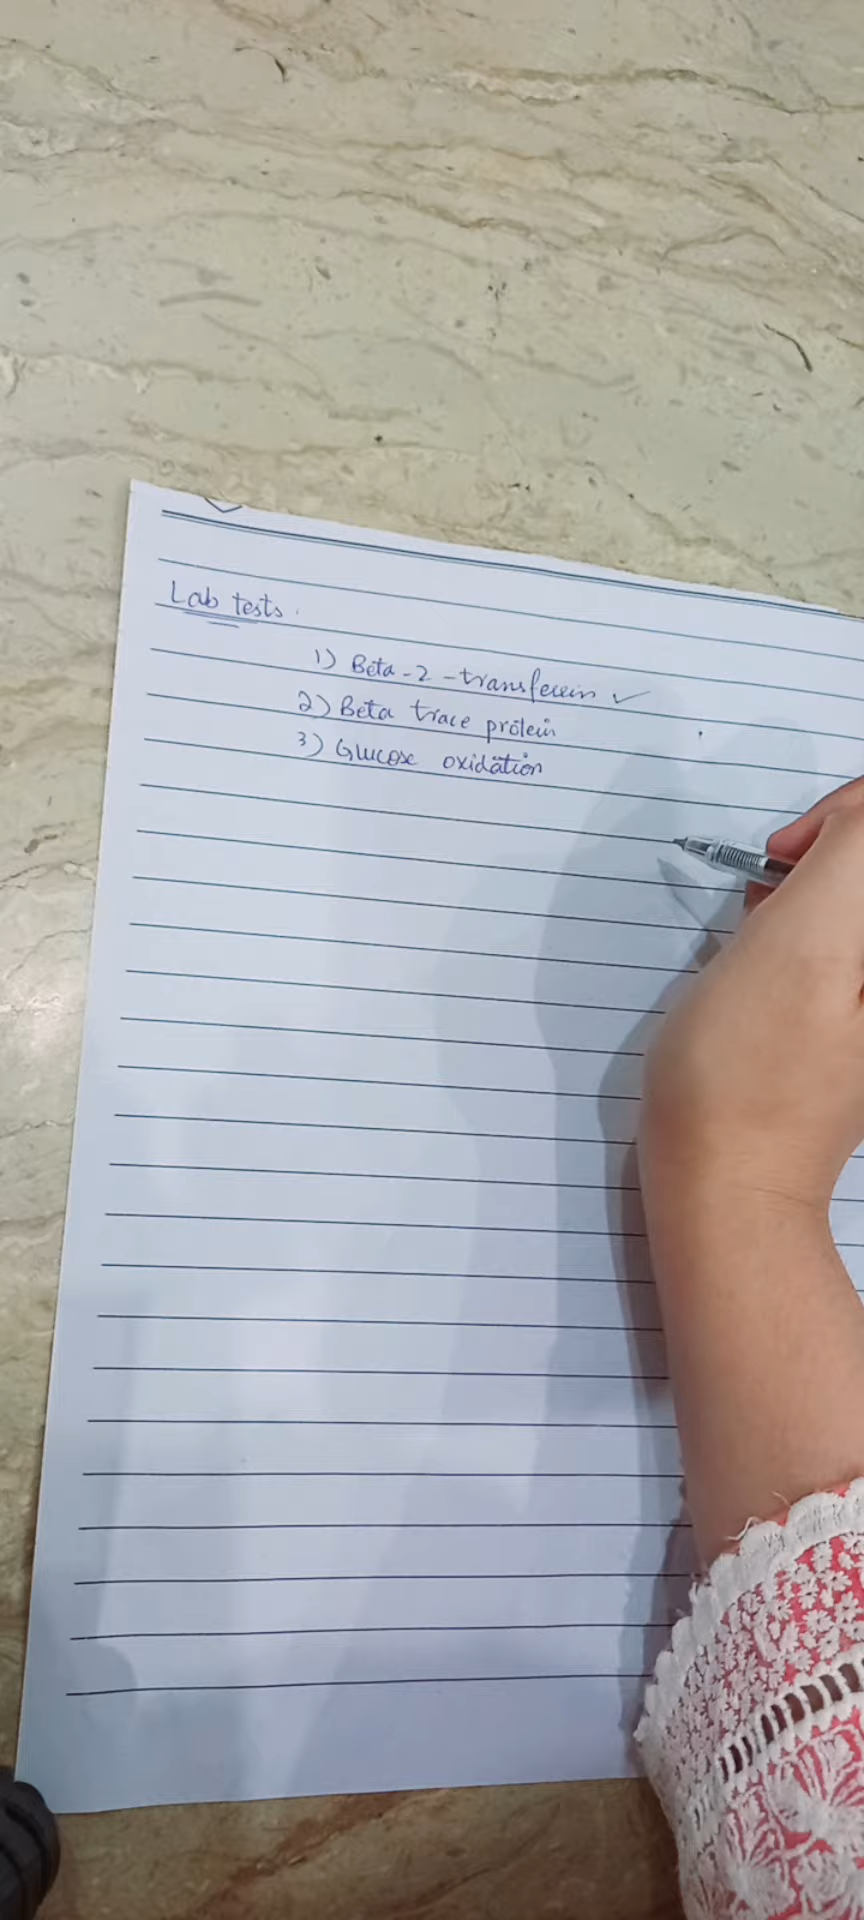 Lab tests.
1) Beta-2-transferrin ✓
2) Beta trace protein
3) Glucose oxidation